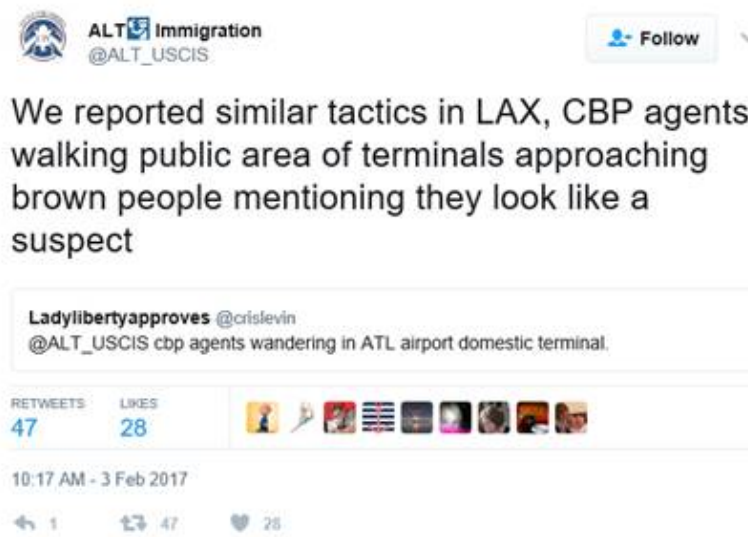 ALT Immigration
@ALT_USCIS
Follow
We reported similar tactics in LAX, CBP agents
walking public area of terminals approaching
brown people mentioning they look like a
suspect
Ladylibertyapproves @crislevin
@ALT_USCIS cbp agents wandering in ATL airport domestic terminal.
RETWEETS LIKES
47 28
10:17 AM - 3 Feb 2017
1 47 28